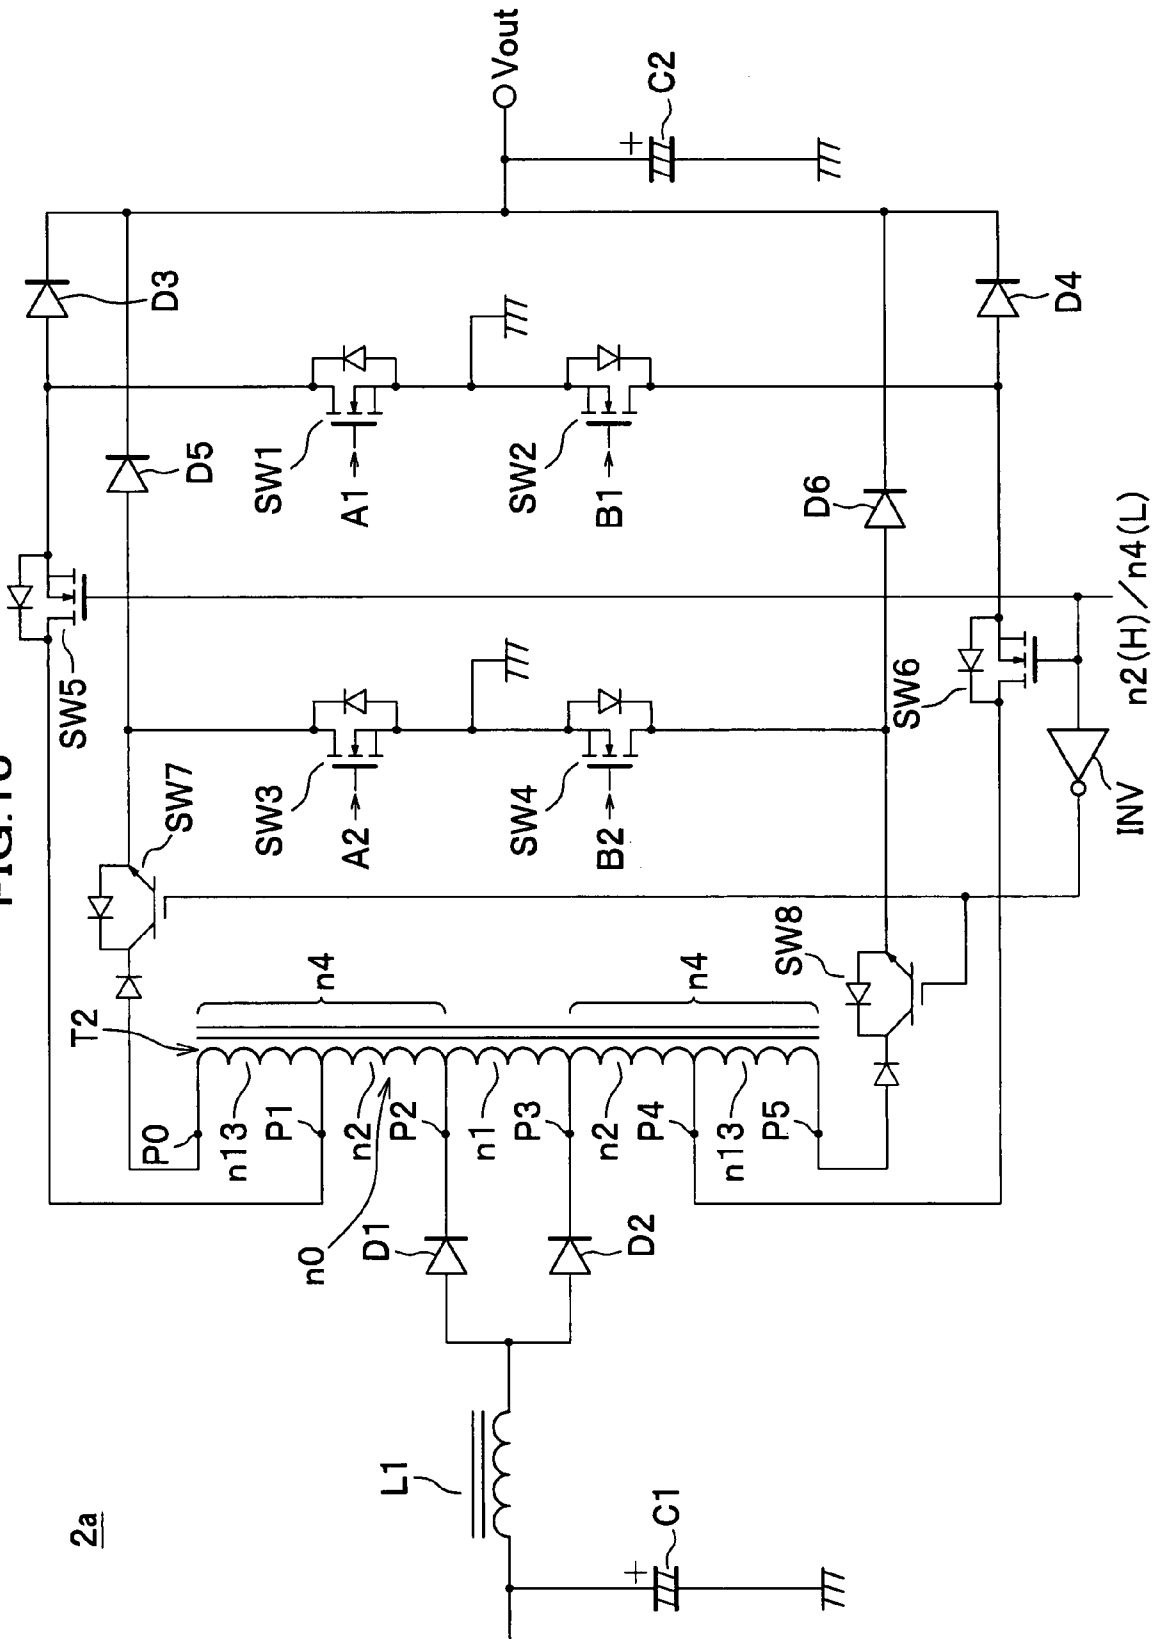 2a
T2
SW7
SW5
D3
P0
n13
P1
n2
P2
n1
P3
n2
P4
n13
P5
n4
n4
n0
D1
D2
L1
C1
+
SW3
A2
SW4
B2
D5
SW1
A1
SW2
B1
Vout
+
C2
SW8
D6
SW6
D4
INV
n2(H)/n4(L)